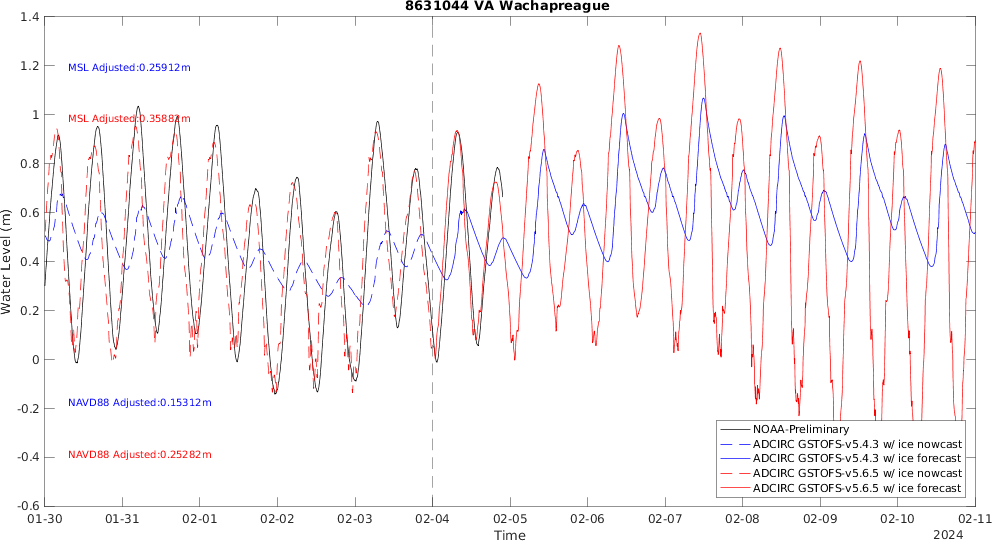 8631044 VA Wachapreague
1.4
1.2
1
0.8
0.6
0.4
0.2
0
-0.2
-0.4
-0.6
Water Level (m)
MSL Adjusted:0.25912m
MSL Adjusted:0.35882m
NAVD88 Adjusted:0.15312m
NAVD88 Adjusted:0.25282m
NOAA-Preliminary
ADCIRC GSTOFS-v5.4.3 w/ ice nowcast
ADCIRC GSTOFS-v5.4.3 w/ ice forecast
ADCIRC GSTOFS-v5.6.5 w/ ice nowcast
ADCIRC GSTOFS-v5.6.5 w/ ice forecast
01-30 01-31 02-01 02-02 02-03 02-04 02-05 02-06 02-07 02-08 02-09 02-10 02-11
Time
2024